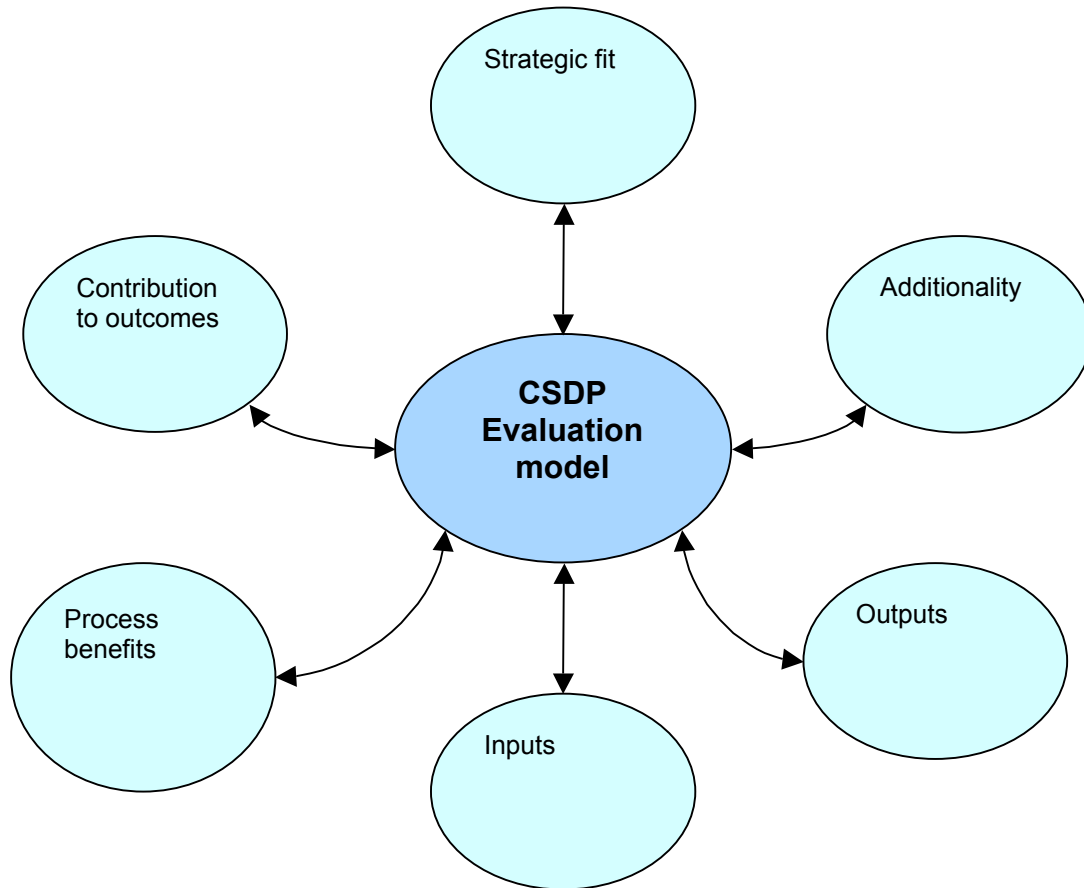 Strategic fit
Contribution
to outcomes
Additionality
CSDP
Evaluation
model
Process
benefits
Outputs
Inputs